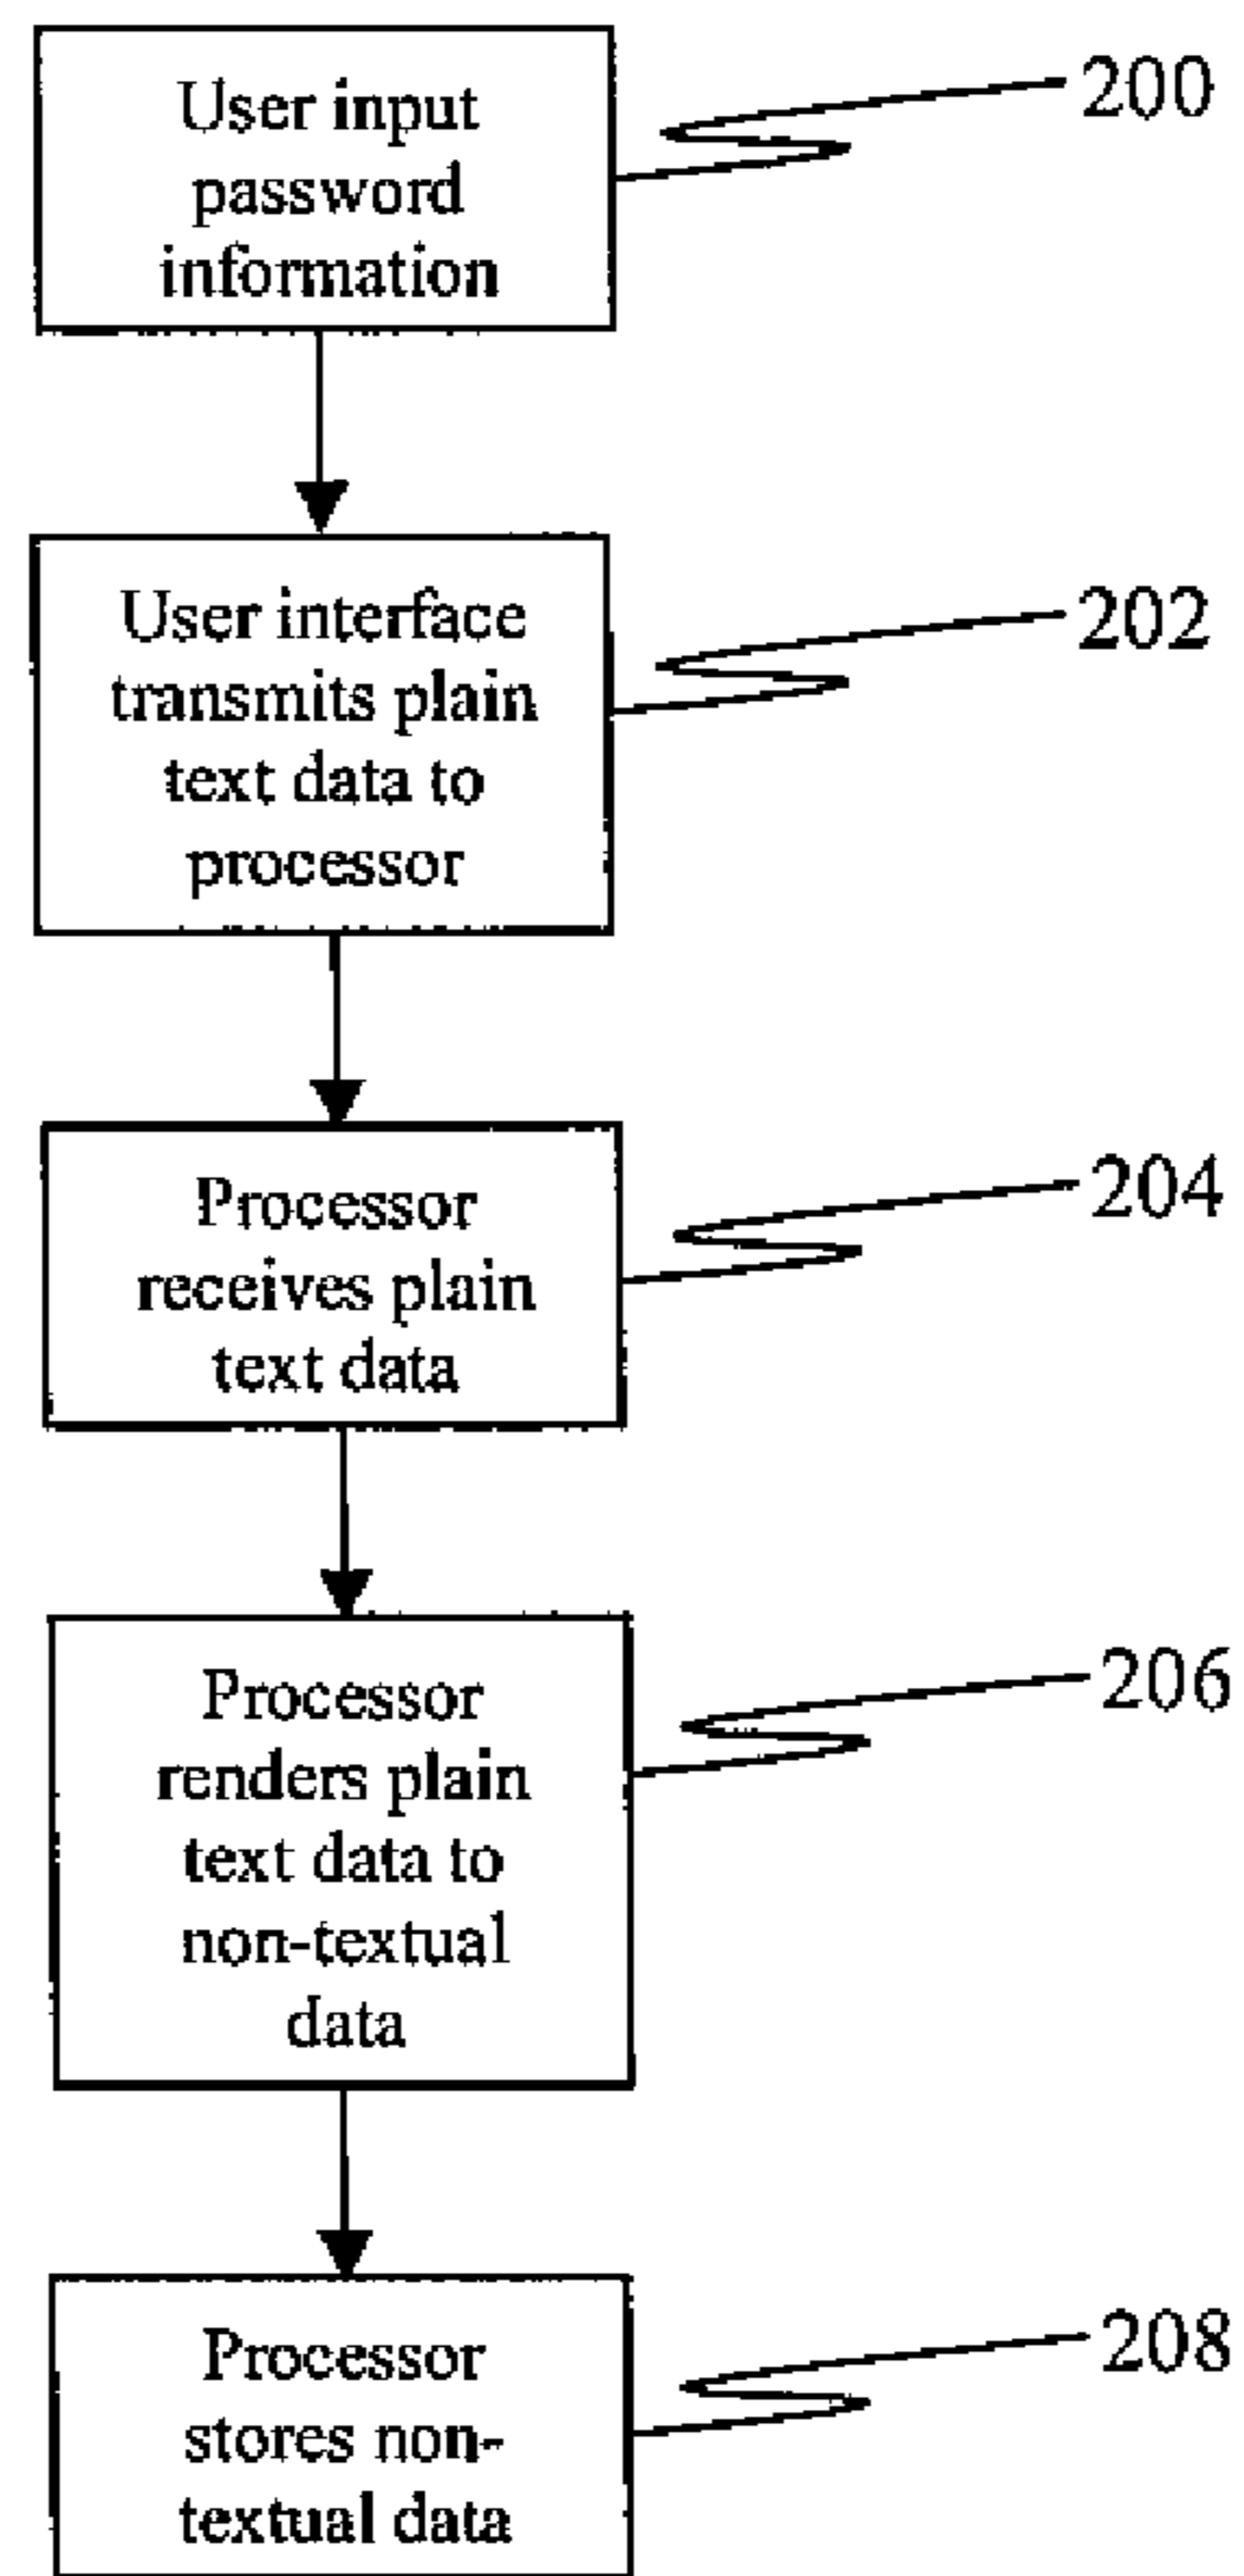 User input
password
information
200
User interface
transmits plain
text data to
processor
202
Processor
receives plain
text data
204
Processor
renders plain
text data to
non-textual
data
206
Processor
stores non-
textual data
208